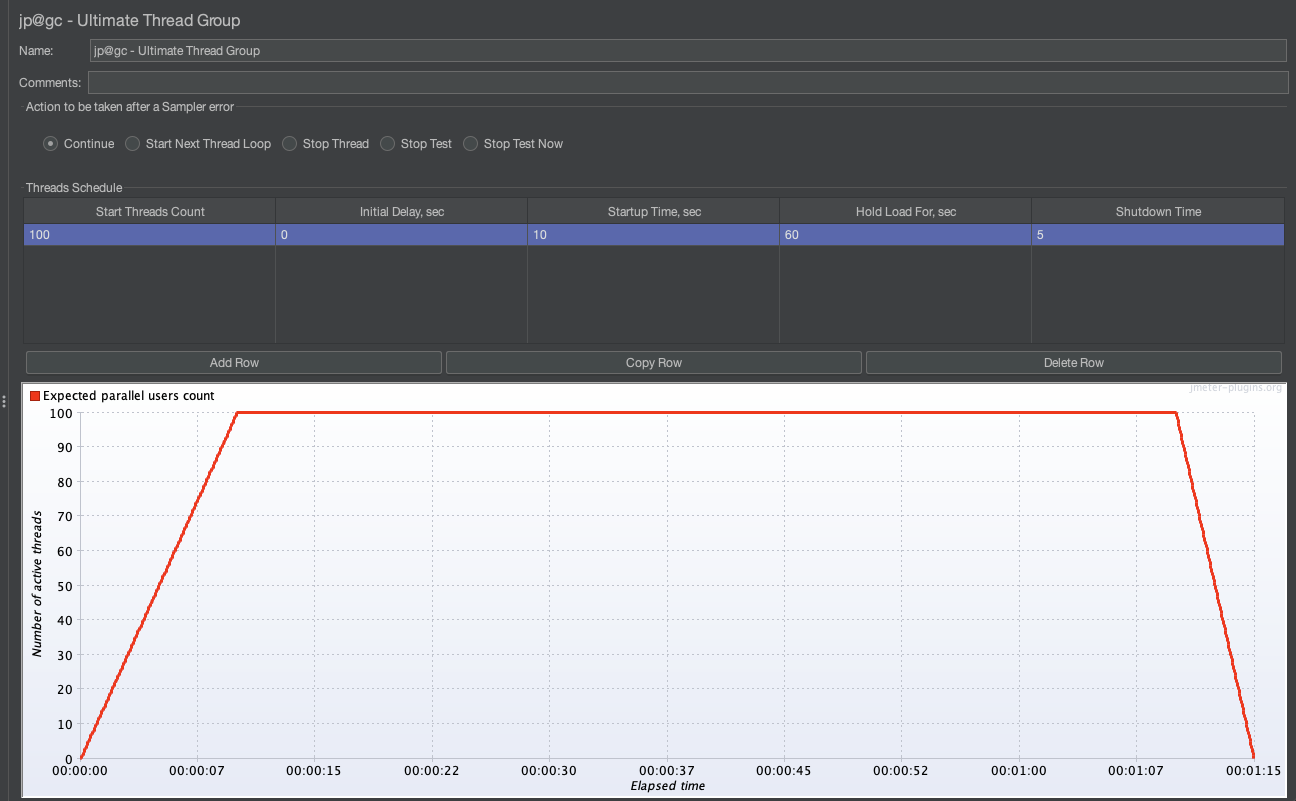 jp@gc - Ultimate Thread Group
Name: jp@gc - Ultimate Thread Group
Comments:
Action to be taken after a Sampler error
Continue Start Next Thread Loop Stop Thread Stop Test Stop Test Now
Threads Schedule
Start Threads Count Initial Delay, sec Startup Time, sec Hold Load For, sec Shutdown Time
100 0 10 60 5
Add Row Copy Row Delete Row
jmeter-plugins.org
Expected parallel users count
100
90
80
70
60
50
40
30
20
10
0
Number of active threads
00:00:00 00:00:07 00:00:15 00:00:22 00:00:30 00:00:37 00:00:45 00:00:52 00:01:00 00:01:07 00:01:15
Elapsed time